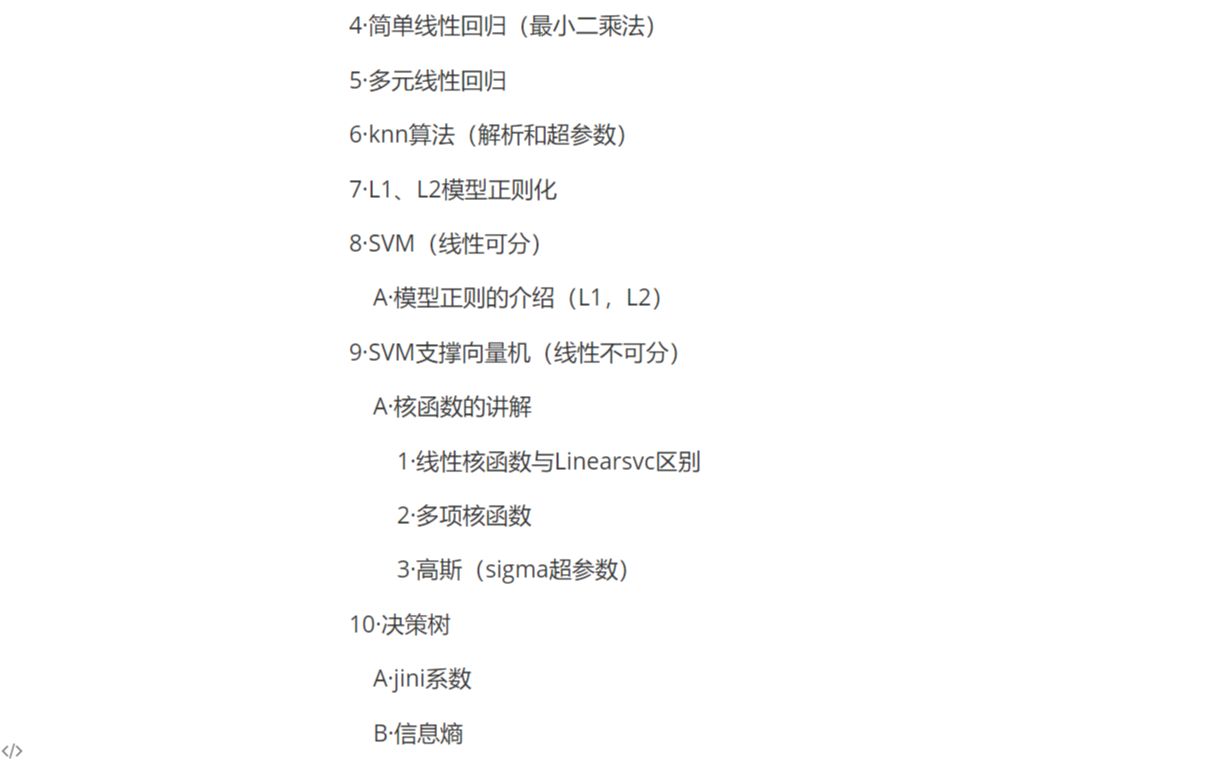 4·简单线性回归（最小二乘法）
5·多元线性回归
6·knn算法（解析和超参数）
7·L1、L2模型正则化
8·SVM（线性可分）
A·模型正则的介绍（L1，L2）
9·SVM支撑向量机（线性不可分）
A·核函数的讲解
1·线性核函数与Linearsvc区别
2·多项核函数
3·高斯（sigma超参数）
10·决策树
A·jini系数
B·信息熵
</>